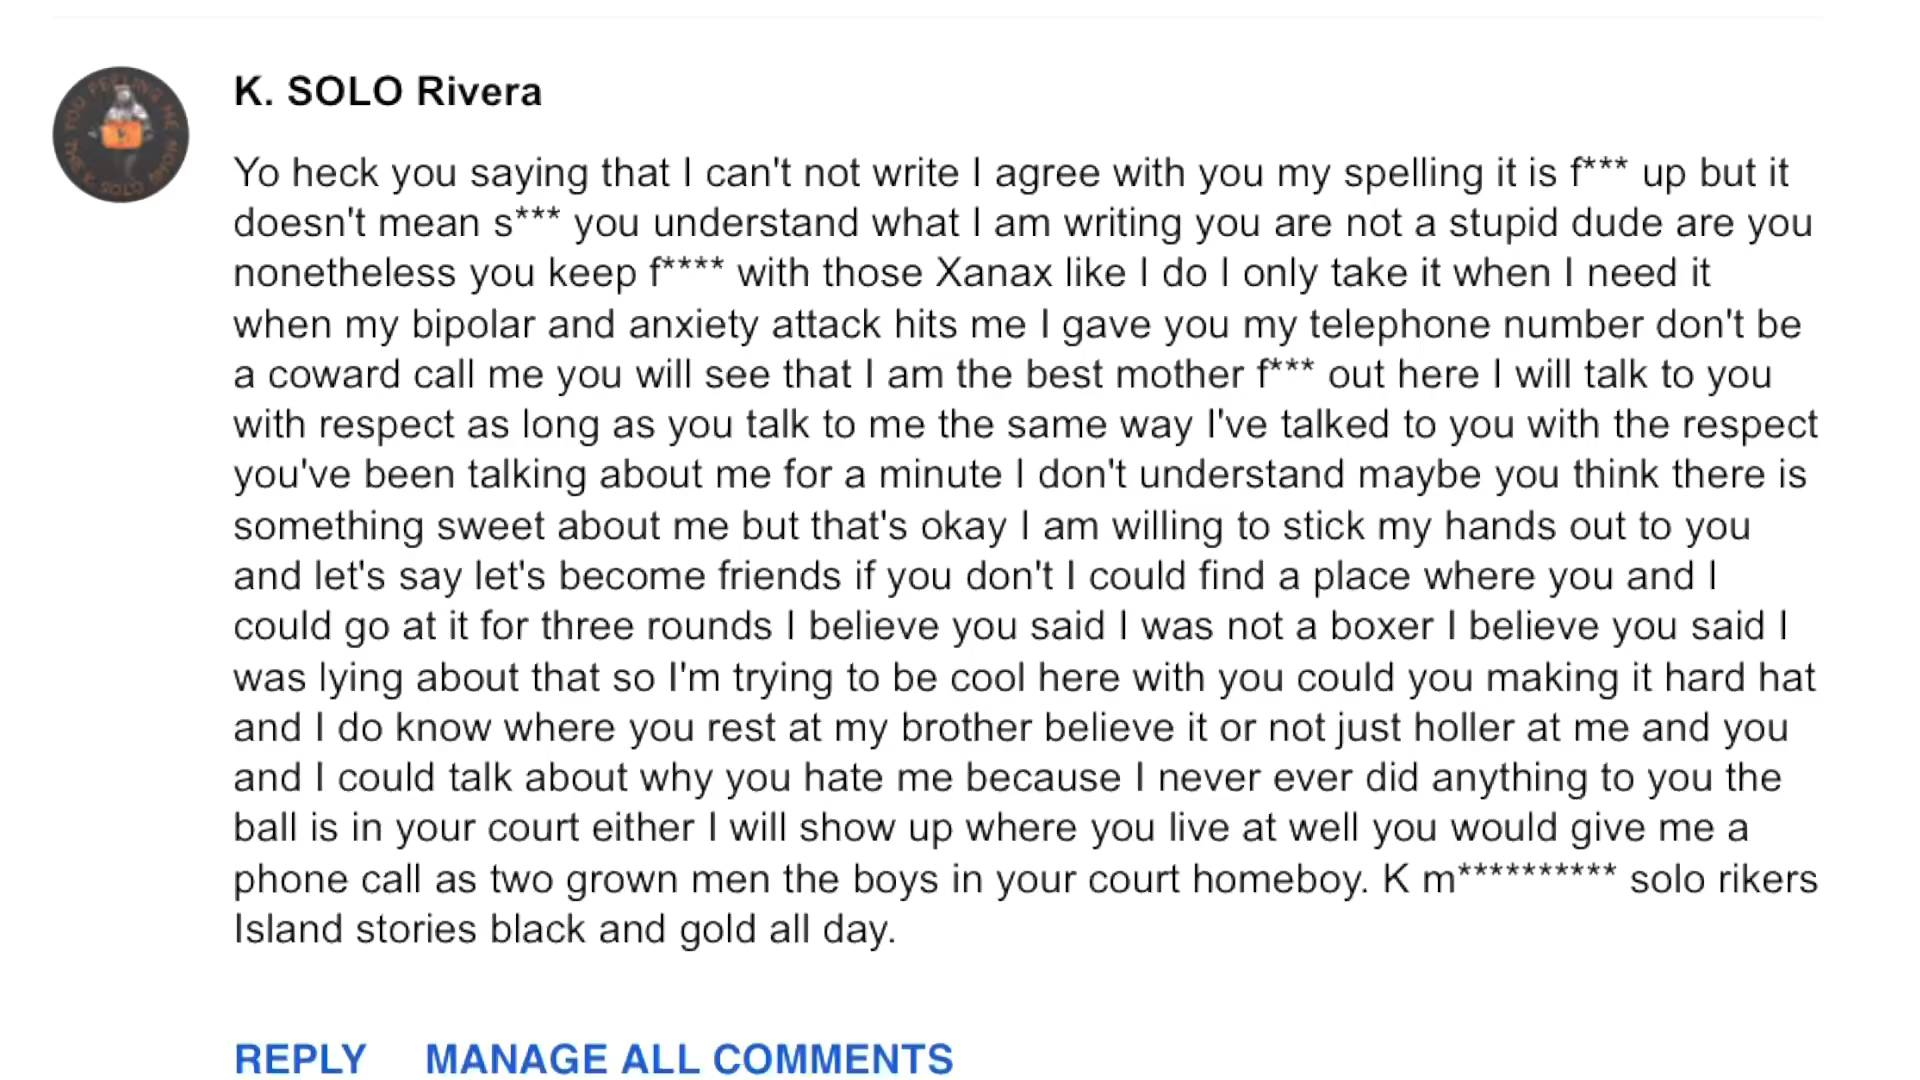 K. SOLO Rivera
Yo heck you saying that I can't not write I agree with you my spelling it is f*** up but it
doesn't mean s*** you understand what I am writing you are not a stupid dude are you
nonetheless you keep f**** with those Xanax like I do I only take it when I need it
when my bipolar and anxiety attack hits me I gave you my telephone number don't be
a coward call me you will see that I am the best mother f*** out here I will talk to you
with respect as long as you talk to me the same way I've talked to you with the respect
you've been talking about me for a minute I don't understand maybe you think there is
something sweet about me but that's okay I am willing to stick my hands out to you
and let's say let's become friends if you don't I could find a place where you and I
could go at it for three rounds I believe you said I was not a boxer I believe you said I
was lying about that so I'm trying to be cool here with you could you making it hard hat
and I do know where you rest at my brother believe it or not just holler at me and you
and I could talk about why you hate me because I never ever did anything to you the
ball is in your court either I will show up where you live at well you would give me a
phone call as two grown men the boys in your court homeboy. K m********** solo rikers
Island stories black and gold all day.
REPLY MANAGE ALL COMMENTS